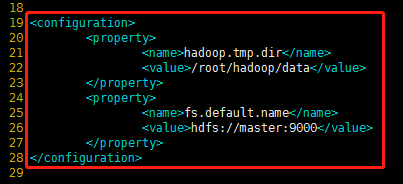 18
19 <configuration>
20 <property>
21 <name>hadoop.tmp.dir</name>
22 <value>/root/hadoop/data</value>
23 </property>
24 <property>
25 <name>fs.default.name</name>
26 <value>hdfs://master:9000</value>
27 </property>
28 </configuration>
29